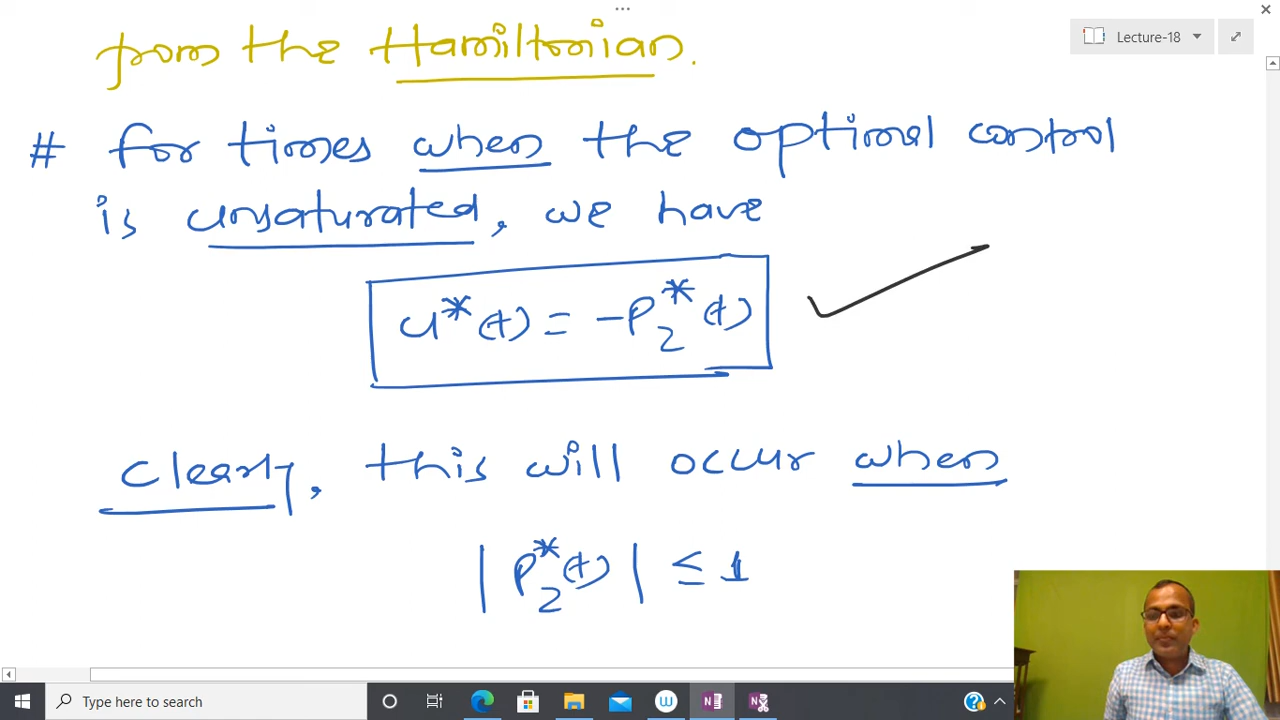 Lecture-18
from the Hamiltonian.
# for times when the optimal control
is unsaturated, we have
u*(t) = -P₂*(t)
Clearly, this will occur when
|P₂*(t)| ≤ 1
Type here to search